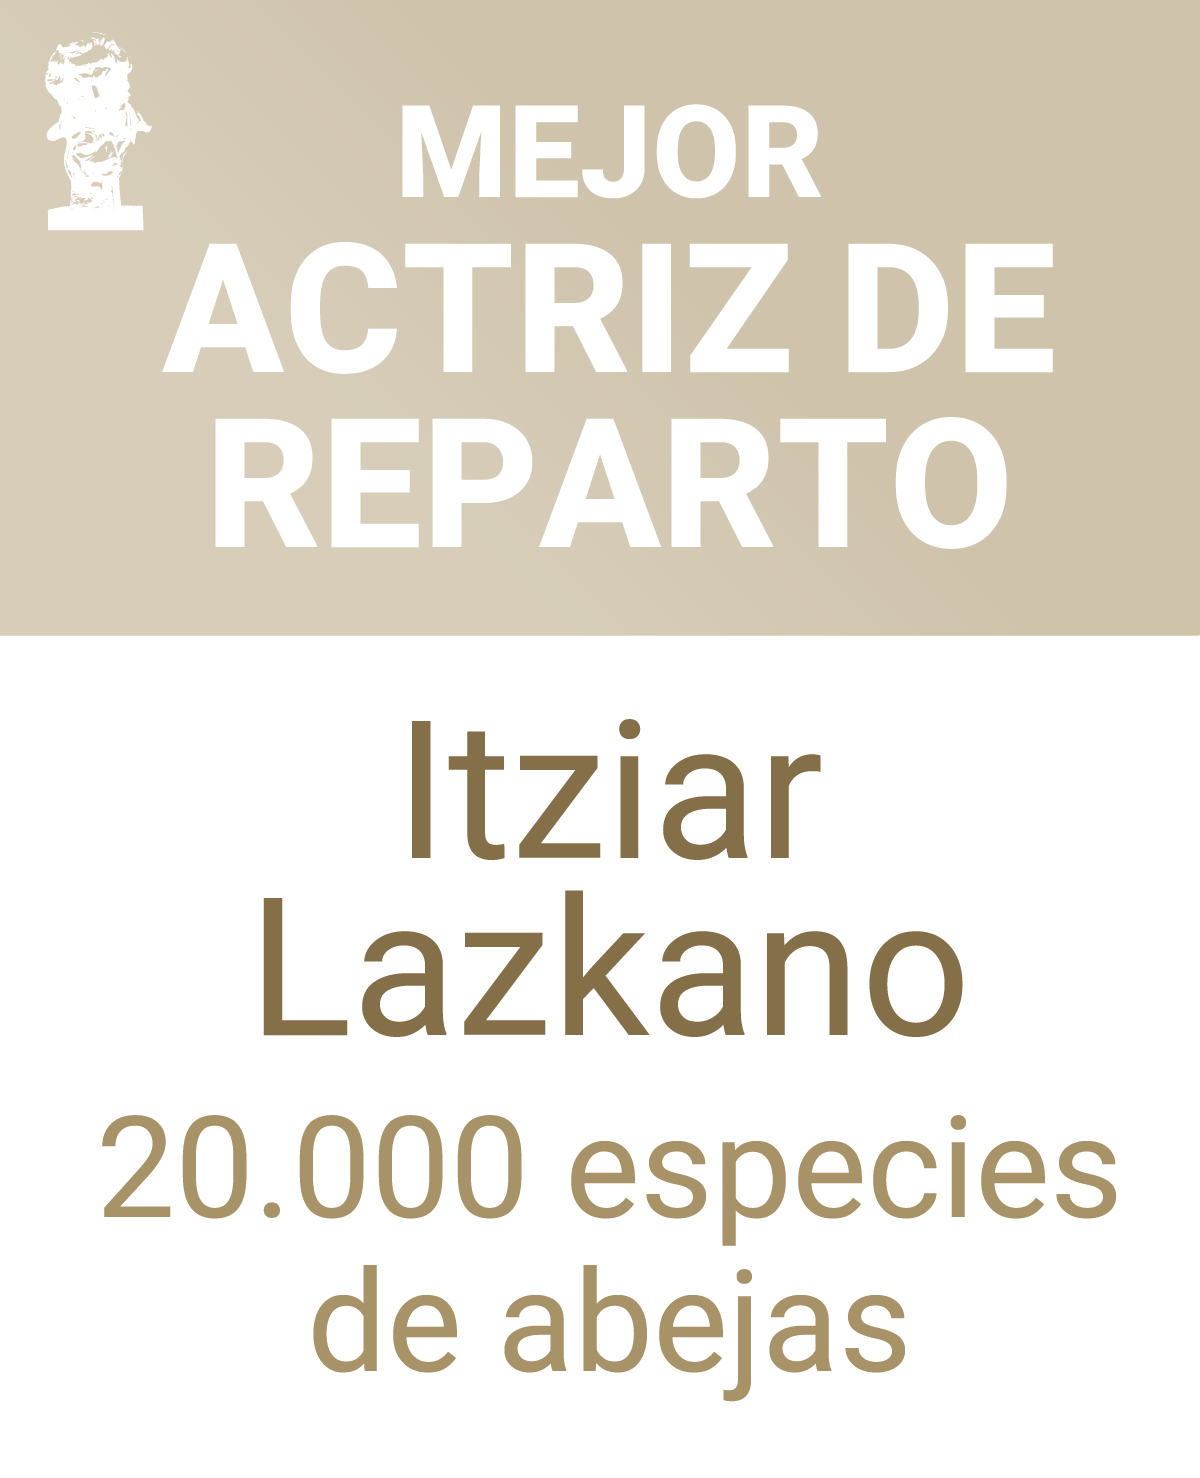 MEJOR
ACTRIZ DE
REPARTO
Itziar
Lazkano
20.000 especies
de abejas